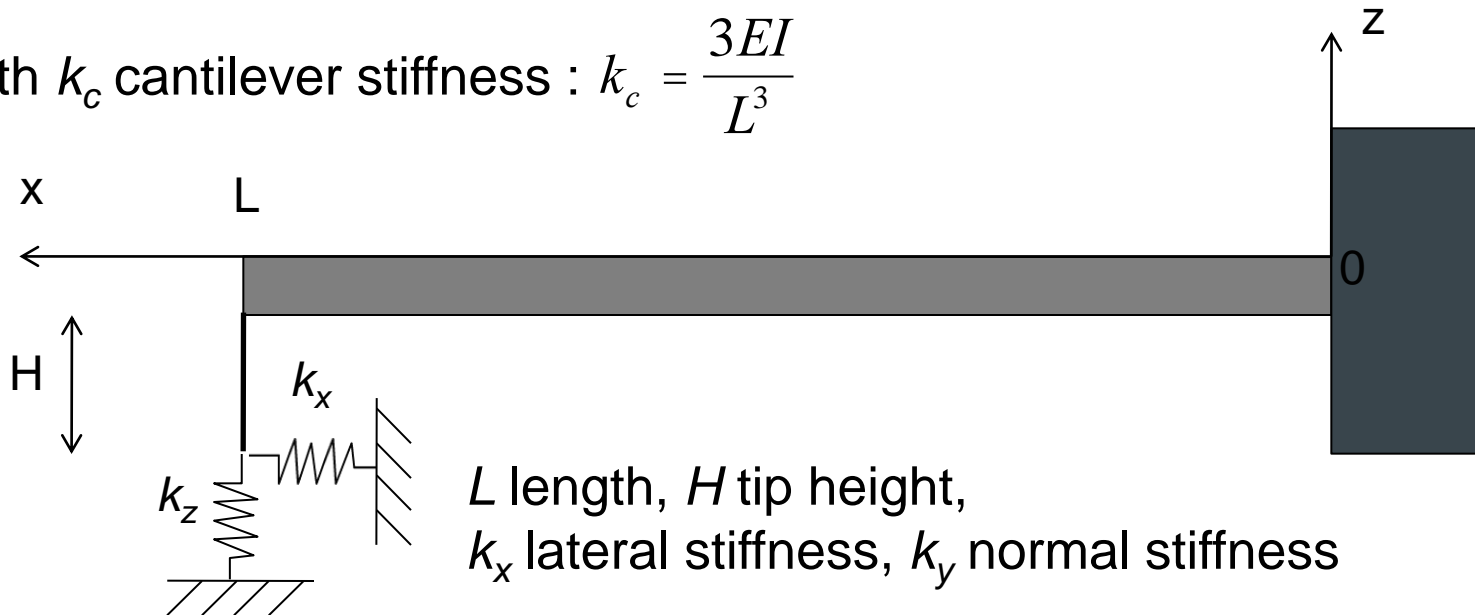 z
th k_c cantilever stiffness : k_c = \frac{3EI}{L^3}
x
L
0
H
k_x
k_z
L length, H tip height,
k_x lateral stiffness, k_y normal stiffness